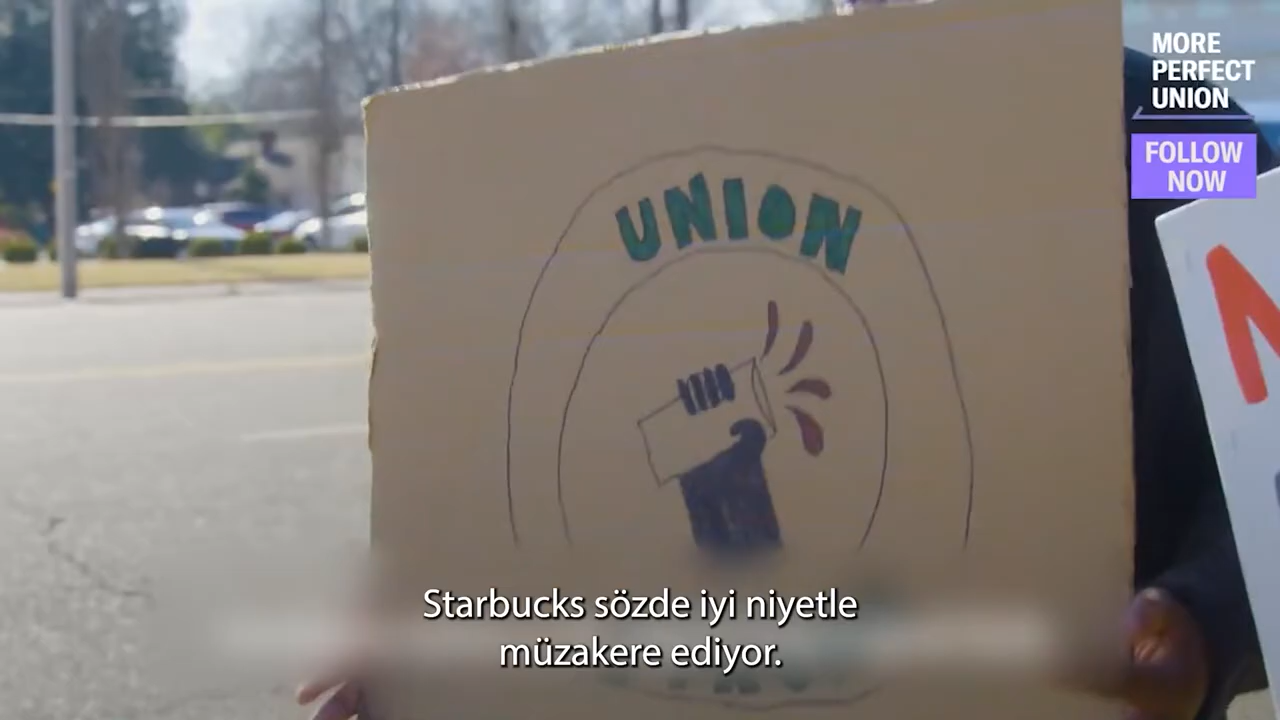 MORE
PERFECT
UNION
FOLLOW
NOW
UNION
Starbucks sözde iyi niyetle
müzakere ediyor.